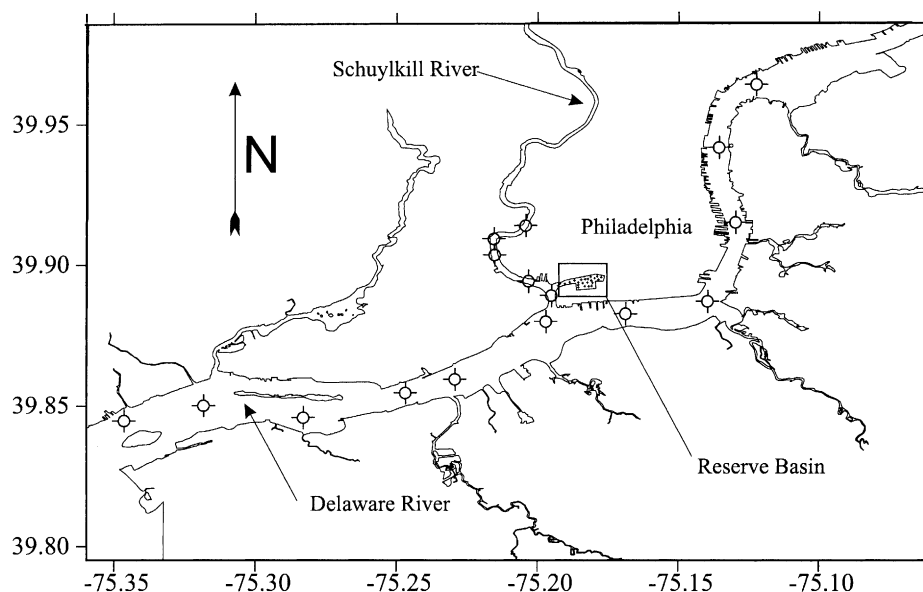 Schuylkill River
39.95
N
Philadelphia
39.90
39.85
Reserve Basin
Delaware River
39.80
-75.35 -75.30 -75.25 -75.20 -75.15 -75.10